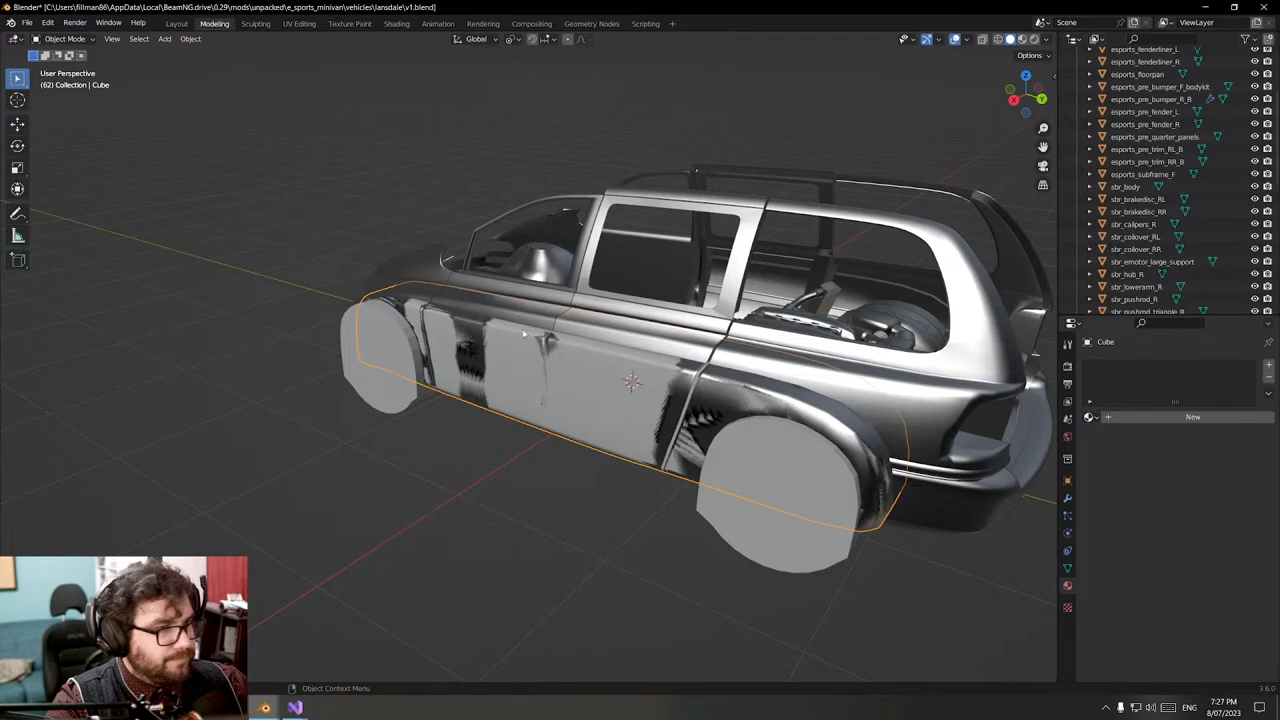 Blender* [C:\Users\fillman86\AppData\Local\BeamNG.drive\0.29\mods\unpacked\e_sports_minivan\vehicles\lansdale\v1.blend]
File Edit Render Window Help Layout Modeling Sculpting UV Editing Texture Paint Shading Animation Rendering Compositing Geometry Nodes Scripting + Scene ViewLayer
Object Mode View Select Add Object Global
Options
User Perspective
(62) Collection | Cube
Z
X
Y
esports_fenderliner_L
esports_fenderliner_R
esports_floorpan
esports_pre_bumper_F_bodykit
esports_pre_bumper_R_B
esports_pre_fender_L
esports_pre_fender_R
esports_pre_quarter_panels
esports_pre_trim_RL_B
esports_pre_trim_RR_B
esports_subframe_F
sbr_body
sbr_brakedisc_RL
sbr_brakedisc_RR
sbr_calipers_R
sbr_coilover_RL
sbr_coilover_RR
sbr_emotor_large_support
sbr_hub_R
sbr_lowerarm_R
sbr_pushrod_R
sbr_pushrod_triangle_R
Cube
New
Object Context Menu
3.6.0
ENG
7:27 PM
8/07/2023